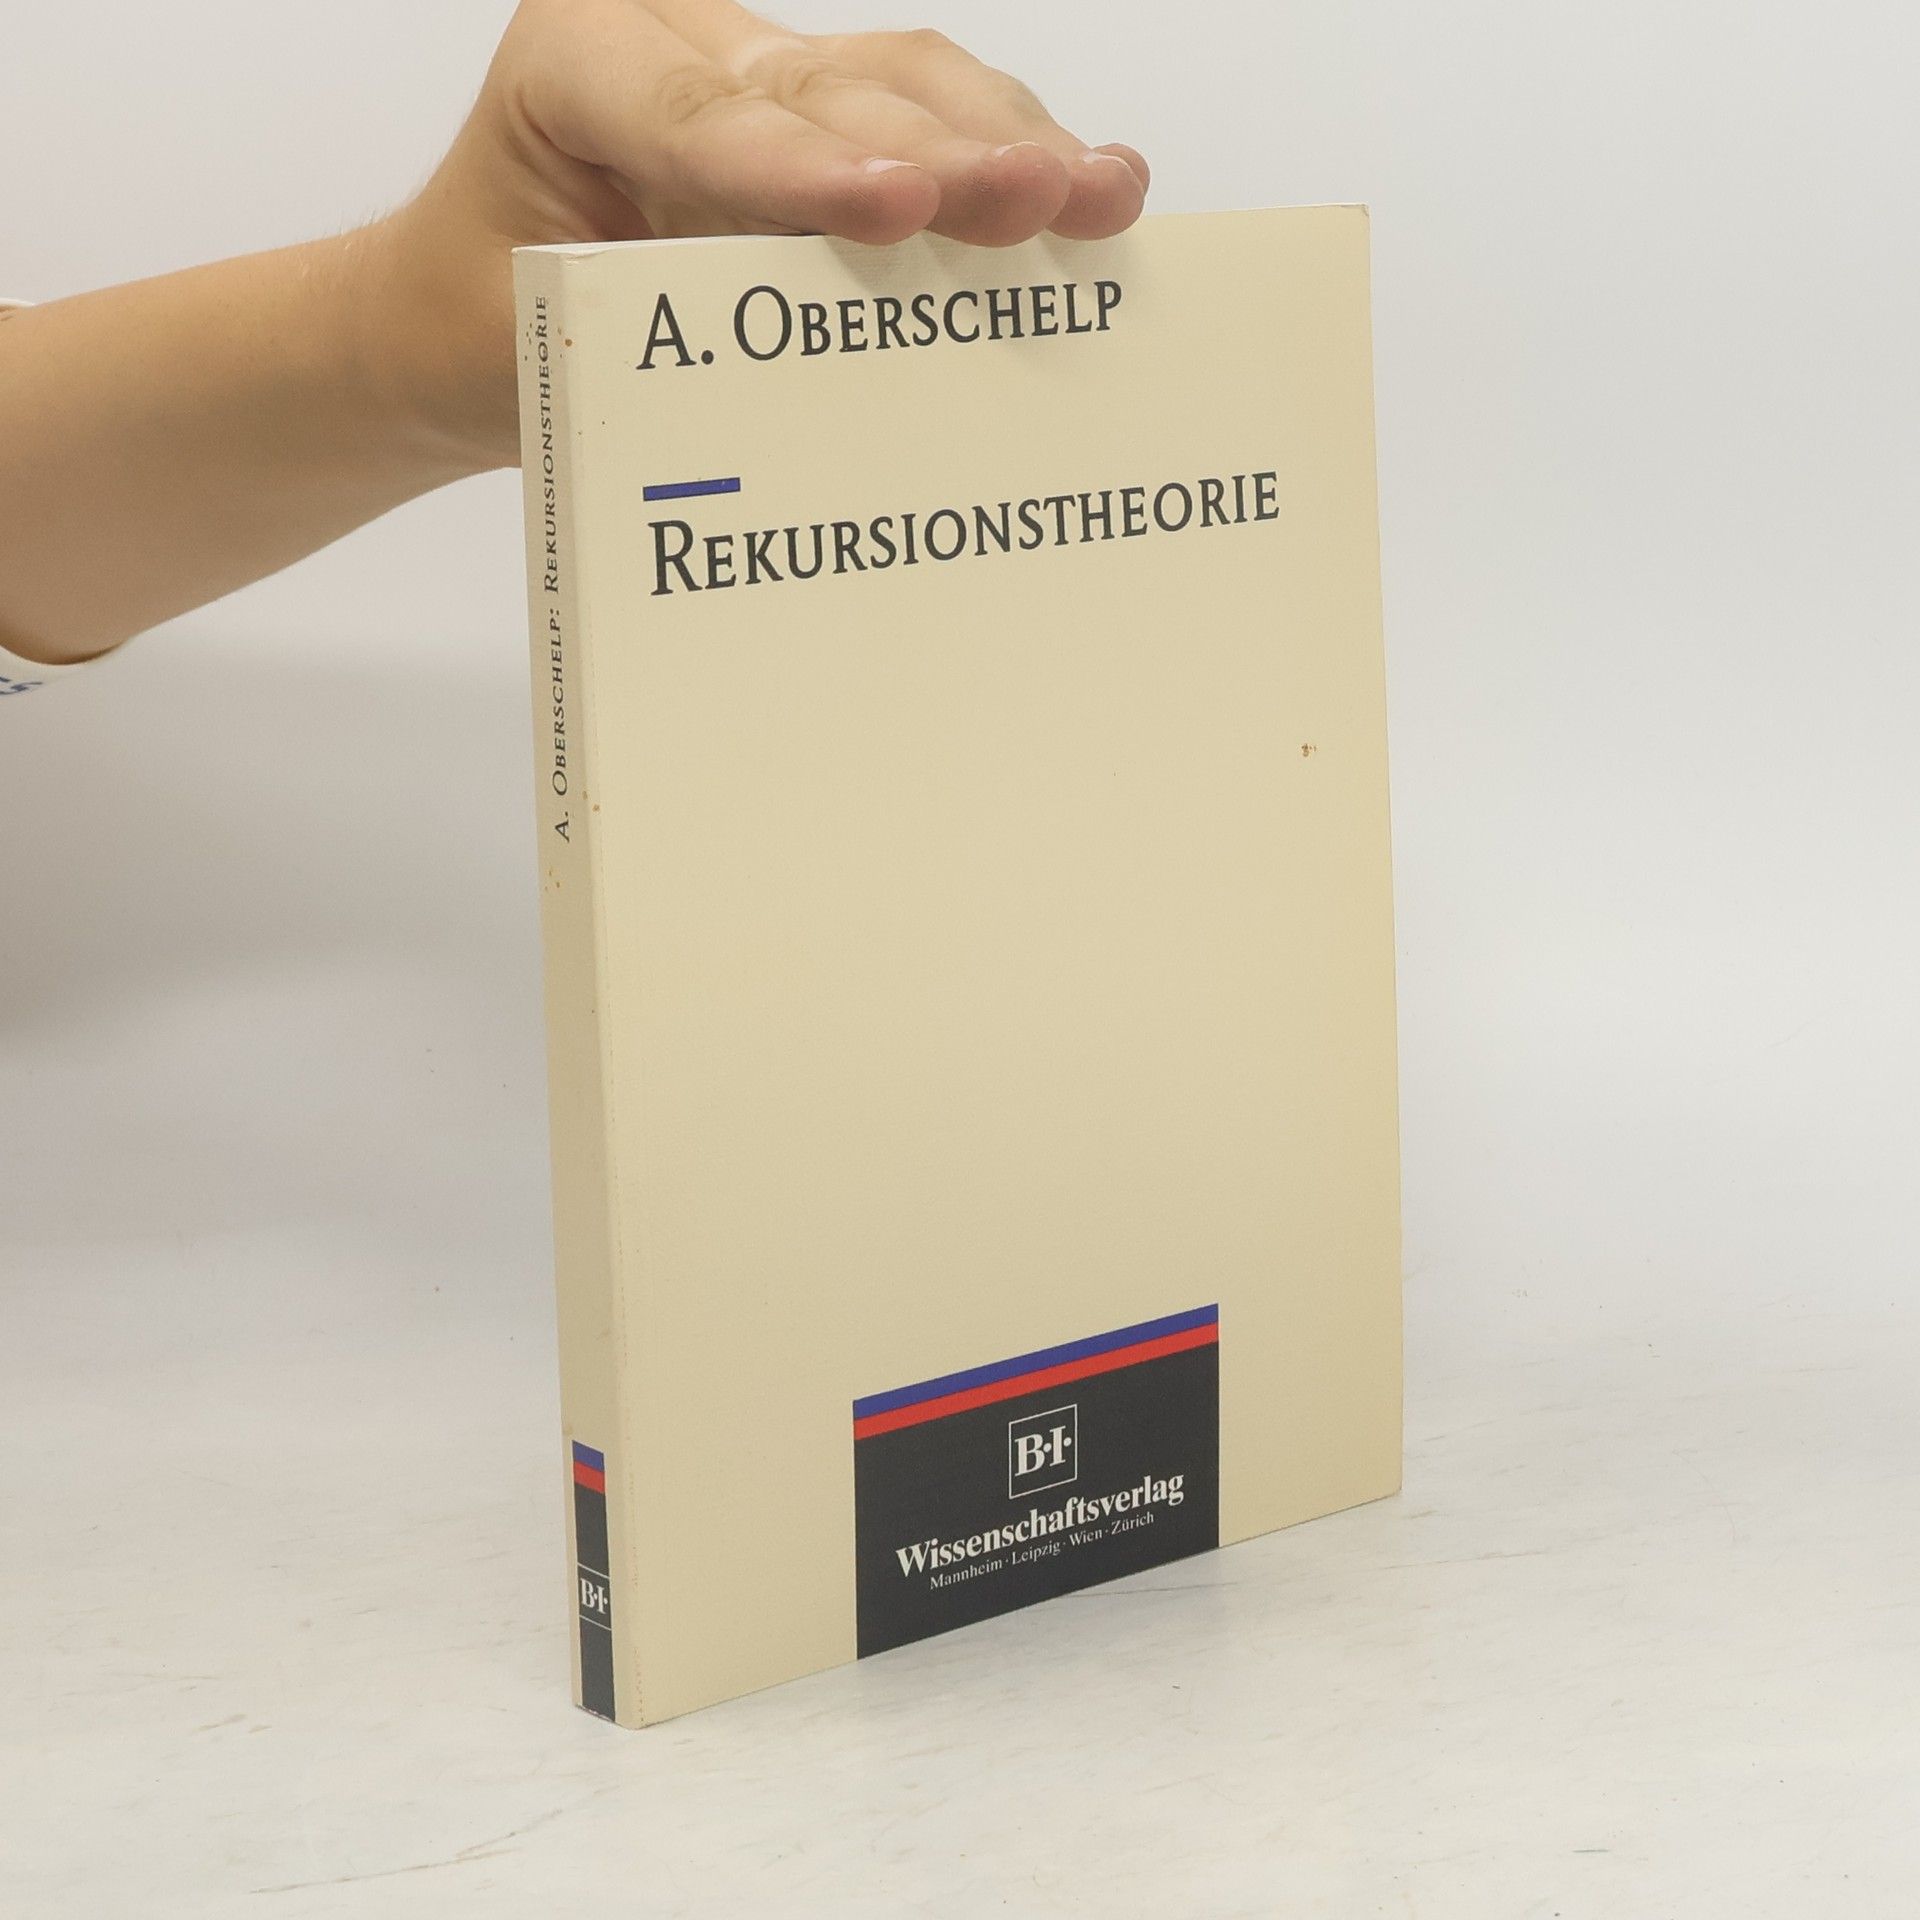 A. OBERSCHELP
REKURSIONSTHEORIE
A. OBERSCHELP: REKURSIONSTHEORIE
B·I·
Wissenschaftsverlag
Mannheim · Leipzig · Wien · Zürich
B·I·